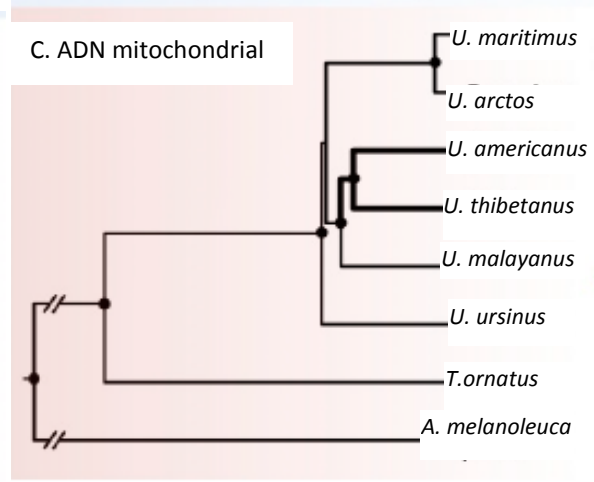 C. ADN mitochondrial
U. maritimus
U. arctos
U. americanus
U. thibetanus
U. malayanus
U. ursinus
T.ornatus
A. melanoleuca